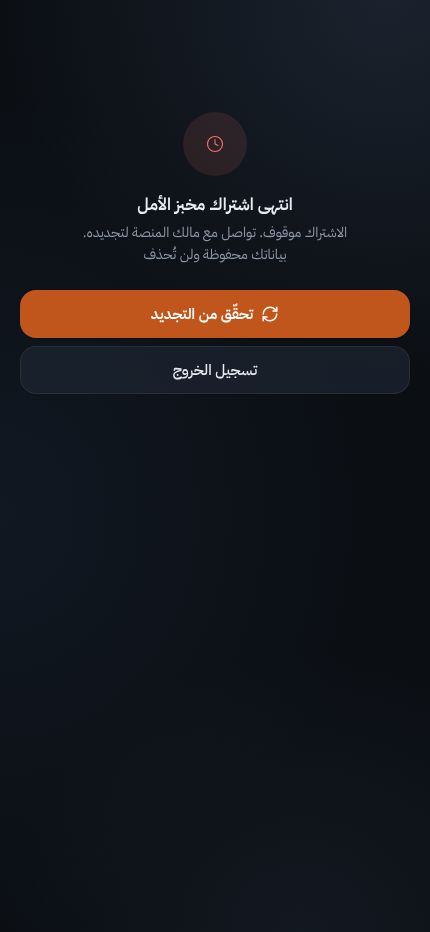 انتهى اشتراك مخبز الأمل
الاشتراك موقوف. تواصل مع مالك المنصة لتجديده.
بياناتك محفوظة ولن تُحذف
تحقّق من التجديد
تسجيل الخروج